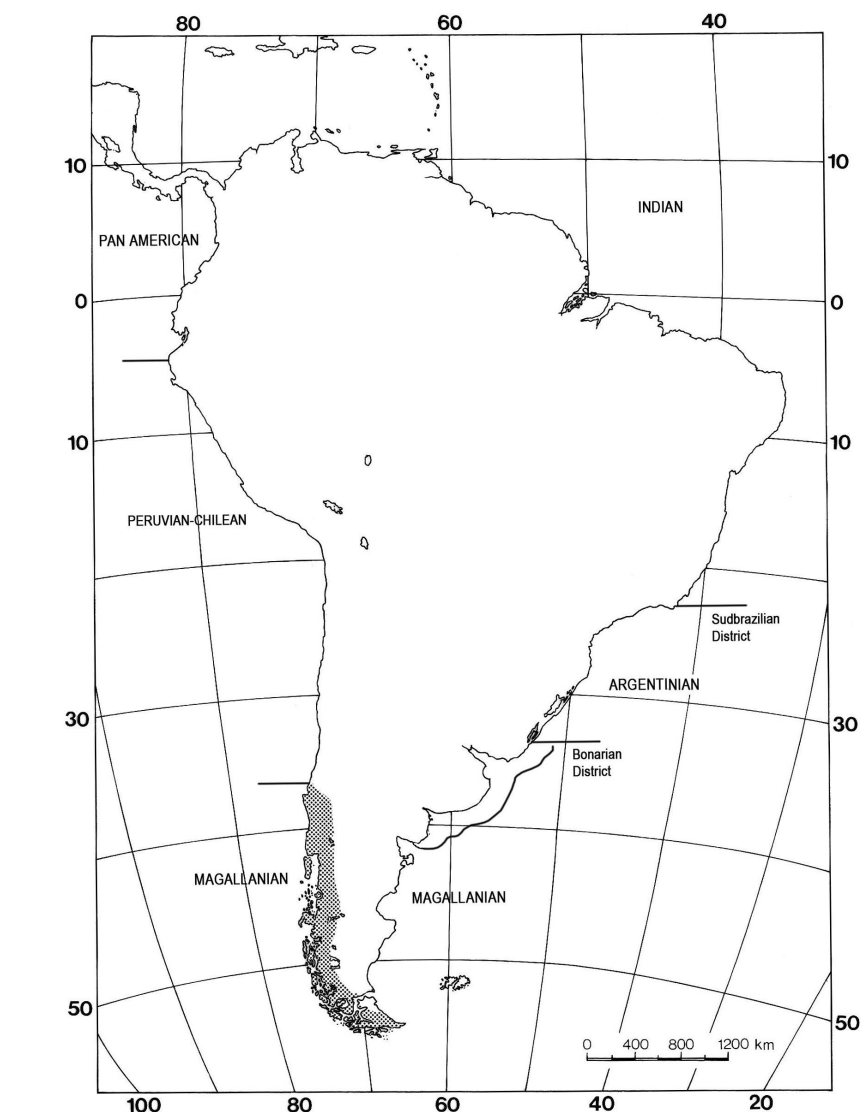 80 60 40
10 10
INDIAN
PAN AMERICAN
0 0
10 10
PERUVIAN-CHILEAN
Sudbrazilian
District
ARGENTINIAN
30 30
Bonarian
District
MAGALLANIAN
MAGALLANIAN
50 50
0 400 800 1200 km
100 80 60 40 20